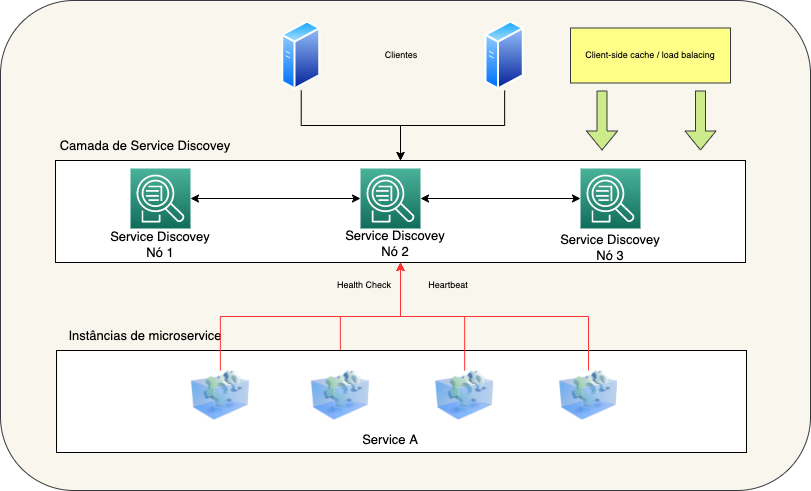 Clientes
Client-side cache / load balacing
Camada de Service Discovey
Service Discovey
Nó 1
Service Discovey
Nó 2
Service Discovey
Nó 3
Health Check
Heartbeat
Instâncias de microservice
Service A